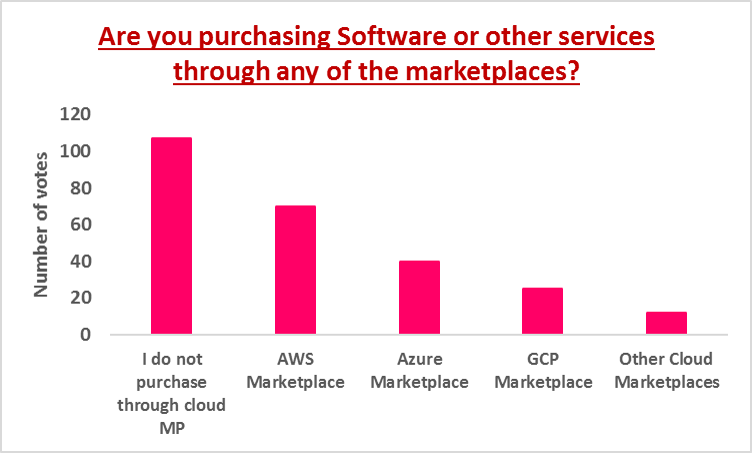 Are you purchasing Software or other services
through any of the marketplaces?
Number of votes
120
100
80
60
40
20
0
I do not
purchase
through cloud
MP
AWS
Marketplace
Azure
Marketplace
GCP
Marketplace
Other Cloud
Marketplaces